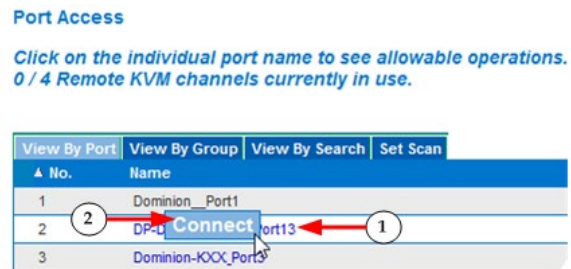 Port Access
Click on the individual port name to see allowable operations.
0 / 4 Remote KVM channels currently in use.
View By Port View By Group View By Search Set Scan
▲ No. Name
1 Dominion__Port1
2 Connect 1
2 DP-D Port13
3 Dominion-KXX_Port3